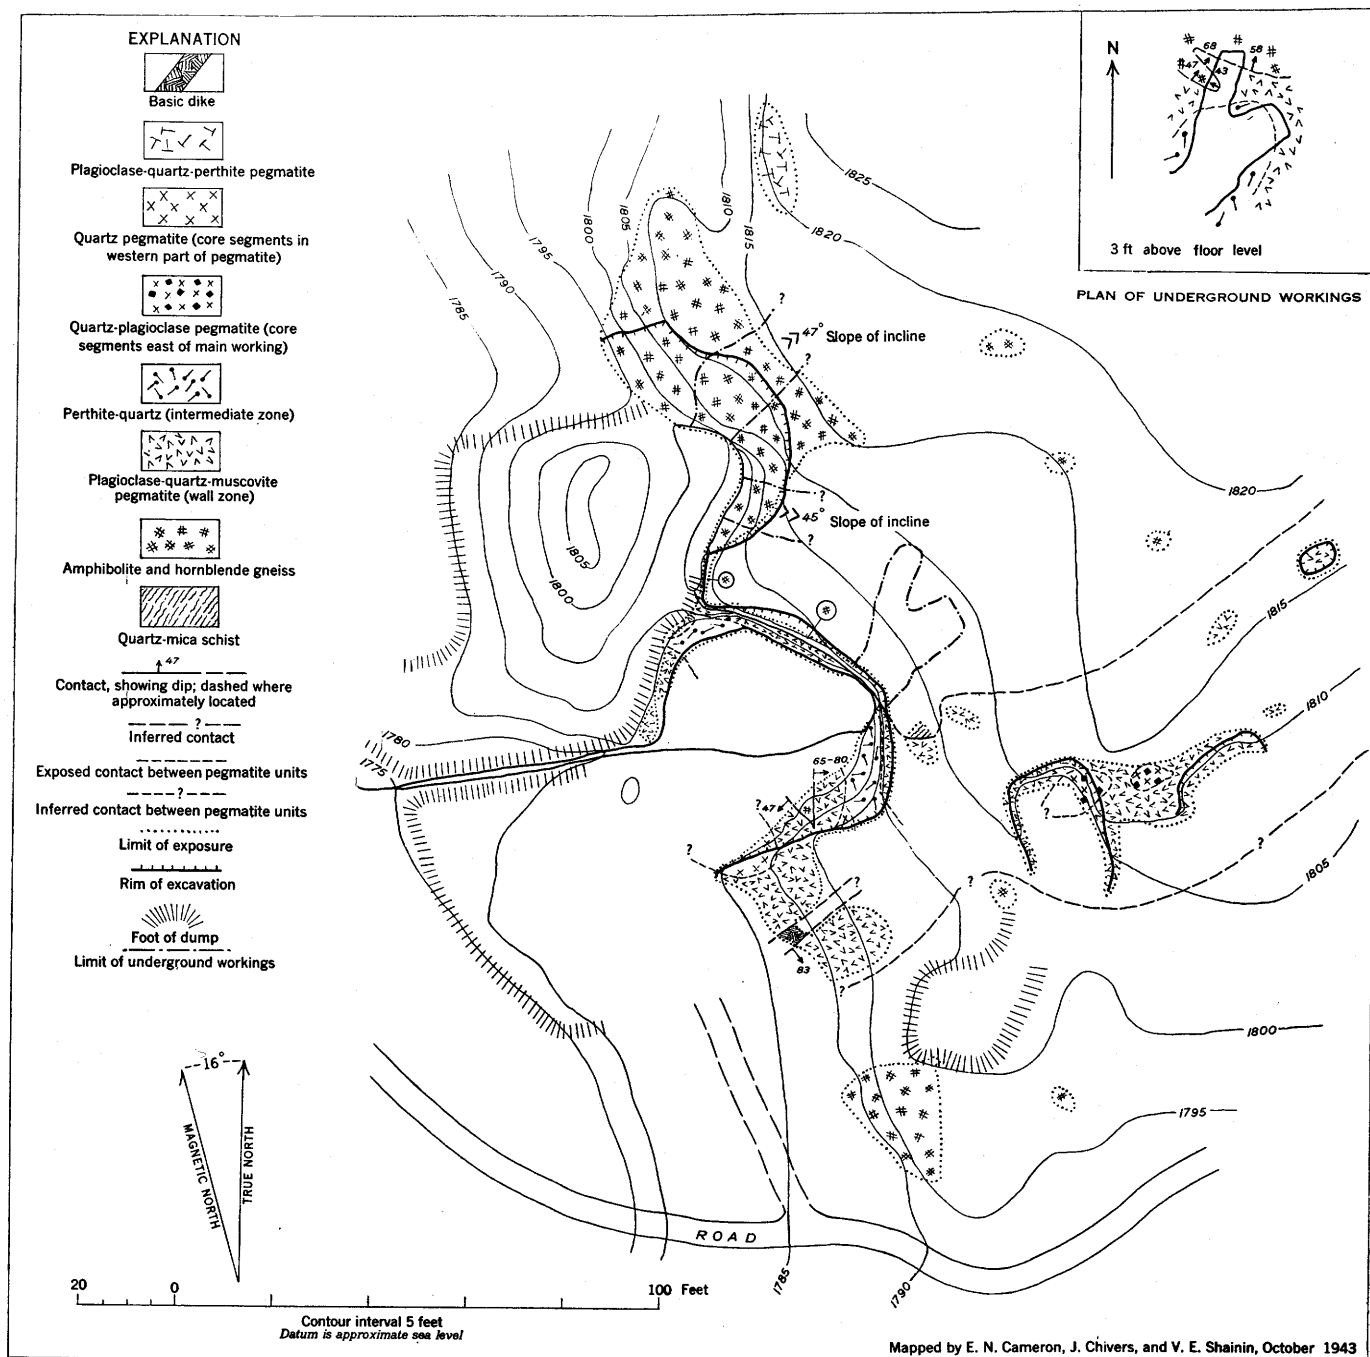 EXPLANATION
Basic dike
Plagioclase-quartz-perthite pegmatite
Quartz pegmatite (core segments in
western part of pegmatite)
Quartz-plagioclase pegmatite (core
segments east of main working)
Perthite-quartz (intermediate zone)
Plagioclase-quartz-muscovite
pegmatite (wall zone)
Amphibolite and hornblende gneiss
Quartz-mica schist
47
Contact, showing dip; dashed where
approximately located
?
Inferred contact
Exposed contact between pegmatite units
?
Inferred contact between pegmatite units
Limit of exposure
Rim of excavation
Foot of dump
Limit of underground workings
16°
MAGNETIC NORTH
TRUE NORTH
20
0
100 Feet
Contour interval 5 feet
Datum is approximate sea level
N
68
58
47
43
3 ft above floor level
PLAN OF UNDERGROUND WORKINGS
1785
1790
1795
1800
1805
1810
1815
1820
1825
?
47°
Slope of incline
?
?
45°
Slope of incline
?
1805
1800
1820
1815
1810
1805
1780
1775
65-80
?
47
?
?
?
?
?
?
83
?
1800
1795
ROAD
1785
1790
Mapped by E. N. Cameron, J. Chivers, and V. E. Shainin, October 1943